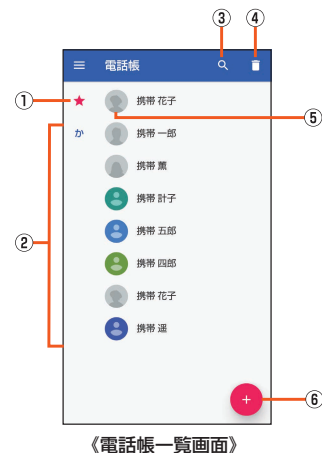 ③ ④
電話帳
① ★ 携帯 花子
⑤
か 携帯 一郎
携帯 薫
② 携帯 計子
携帯 五郎
携帯 四郎
携帯 花子
携帯 遥
+ ⑥
《電話帳一覧画面》